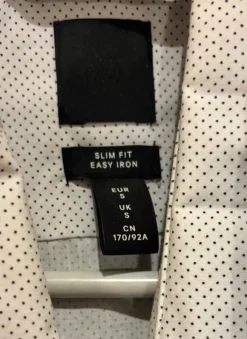 SLIM FIT
EASY IRON
EUR
S
UK
S
CN
170/92A